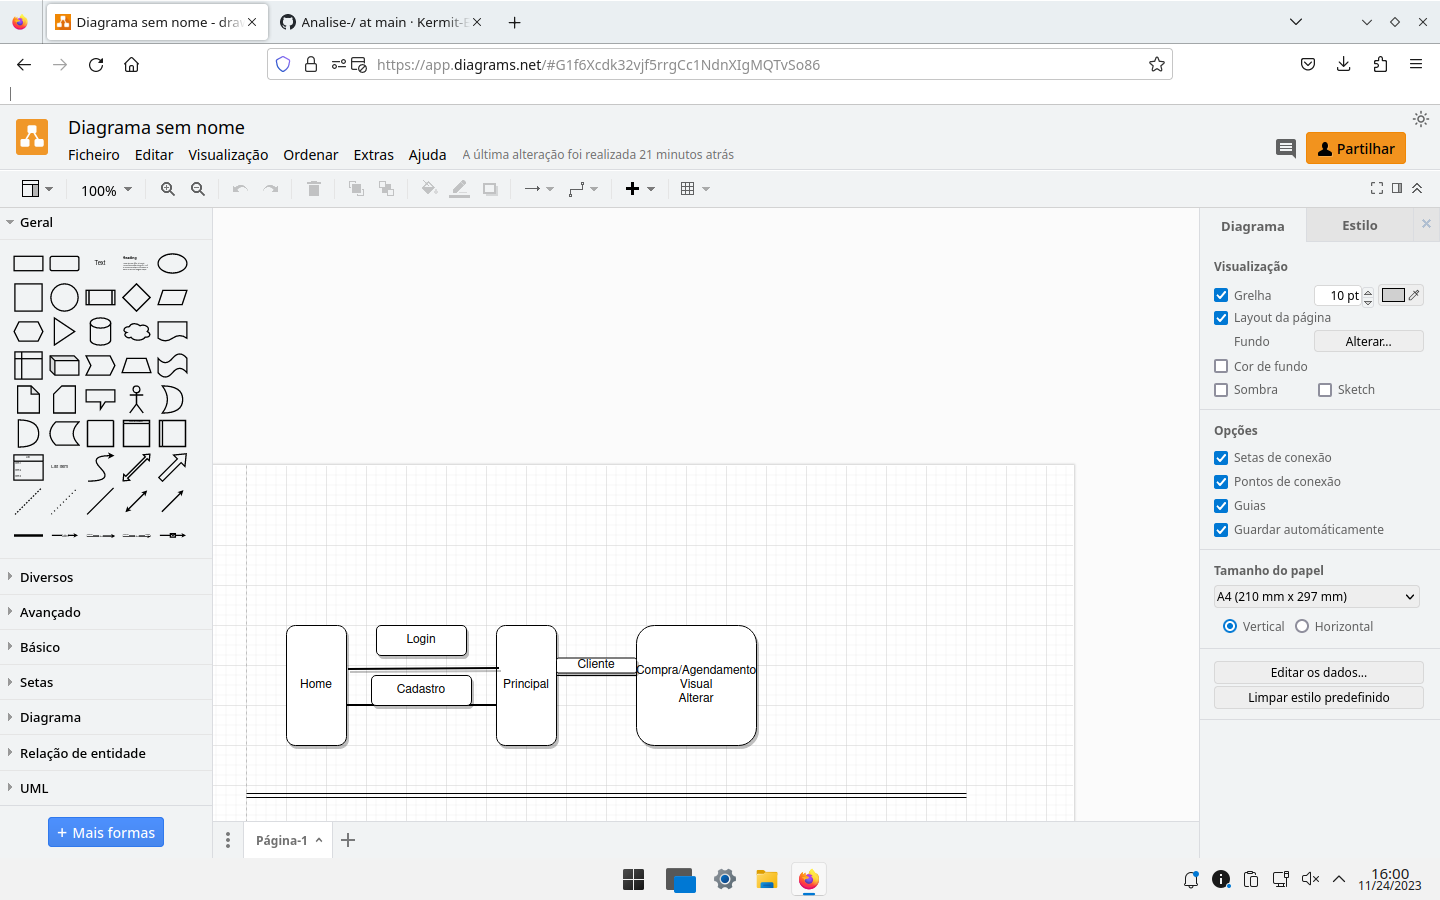 Diagrama sem nome - draw
Analise-/ at main · Kermit-E
https://app.diagrams.net/#G1f6Xcdk32vjf5rrgCc1NdnXIgMQTvSo86
Diagrama sem nome
Ficheiro Editar Visualização Ordenar Extras Ajuda A última alteração foi realizada 21 minutos atrás
Partilhar
100%
Geral
Text
Heading
List Item
Diversos
Avançado
Básico
Setas
Diagrama
Relação de entidade
UML
+ Mais formas
Home
Login
Cadastro
Principal
Cliente
Compra/Agendamento
Visual
Alterar
Página-1
Diagrama Estilo
Visualização
Grelha 10 pt
Layout da página
Fundo Alterar...
Cor de fundo
Sombra Sketch
Opções
Setas de conexão
Pontos de conexão
Guias
Guardar automáticamente
Tamanho do papel
A4 (210 mm x 297 mm)
Vertical Horizontal
Editar os dados...
Limpar estilo predefinido
16:00
11/24/2023